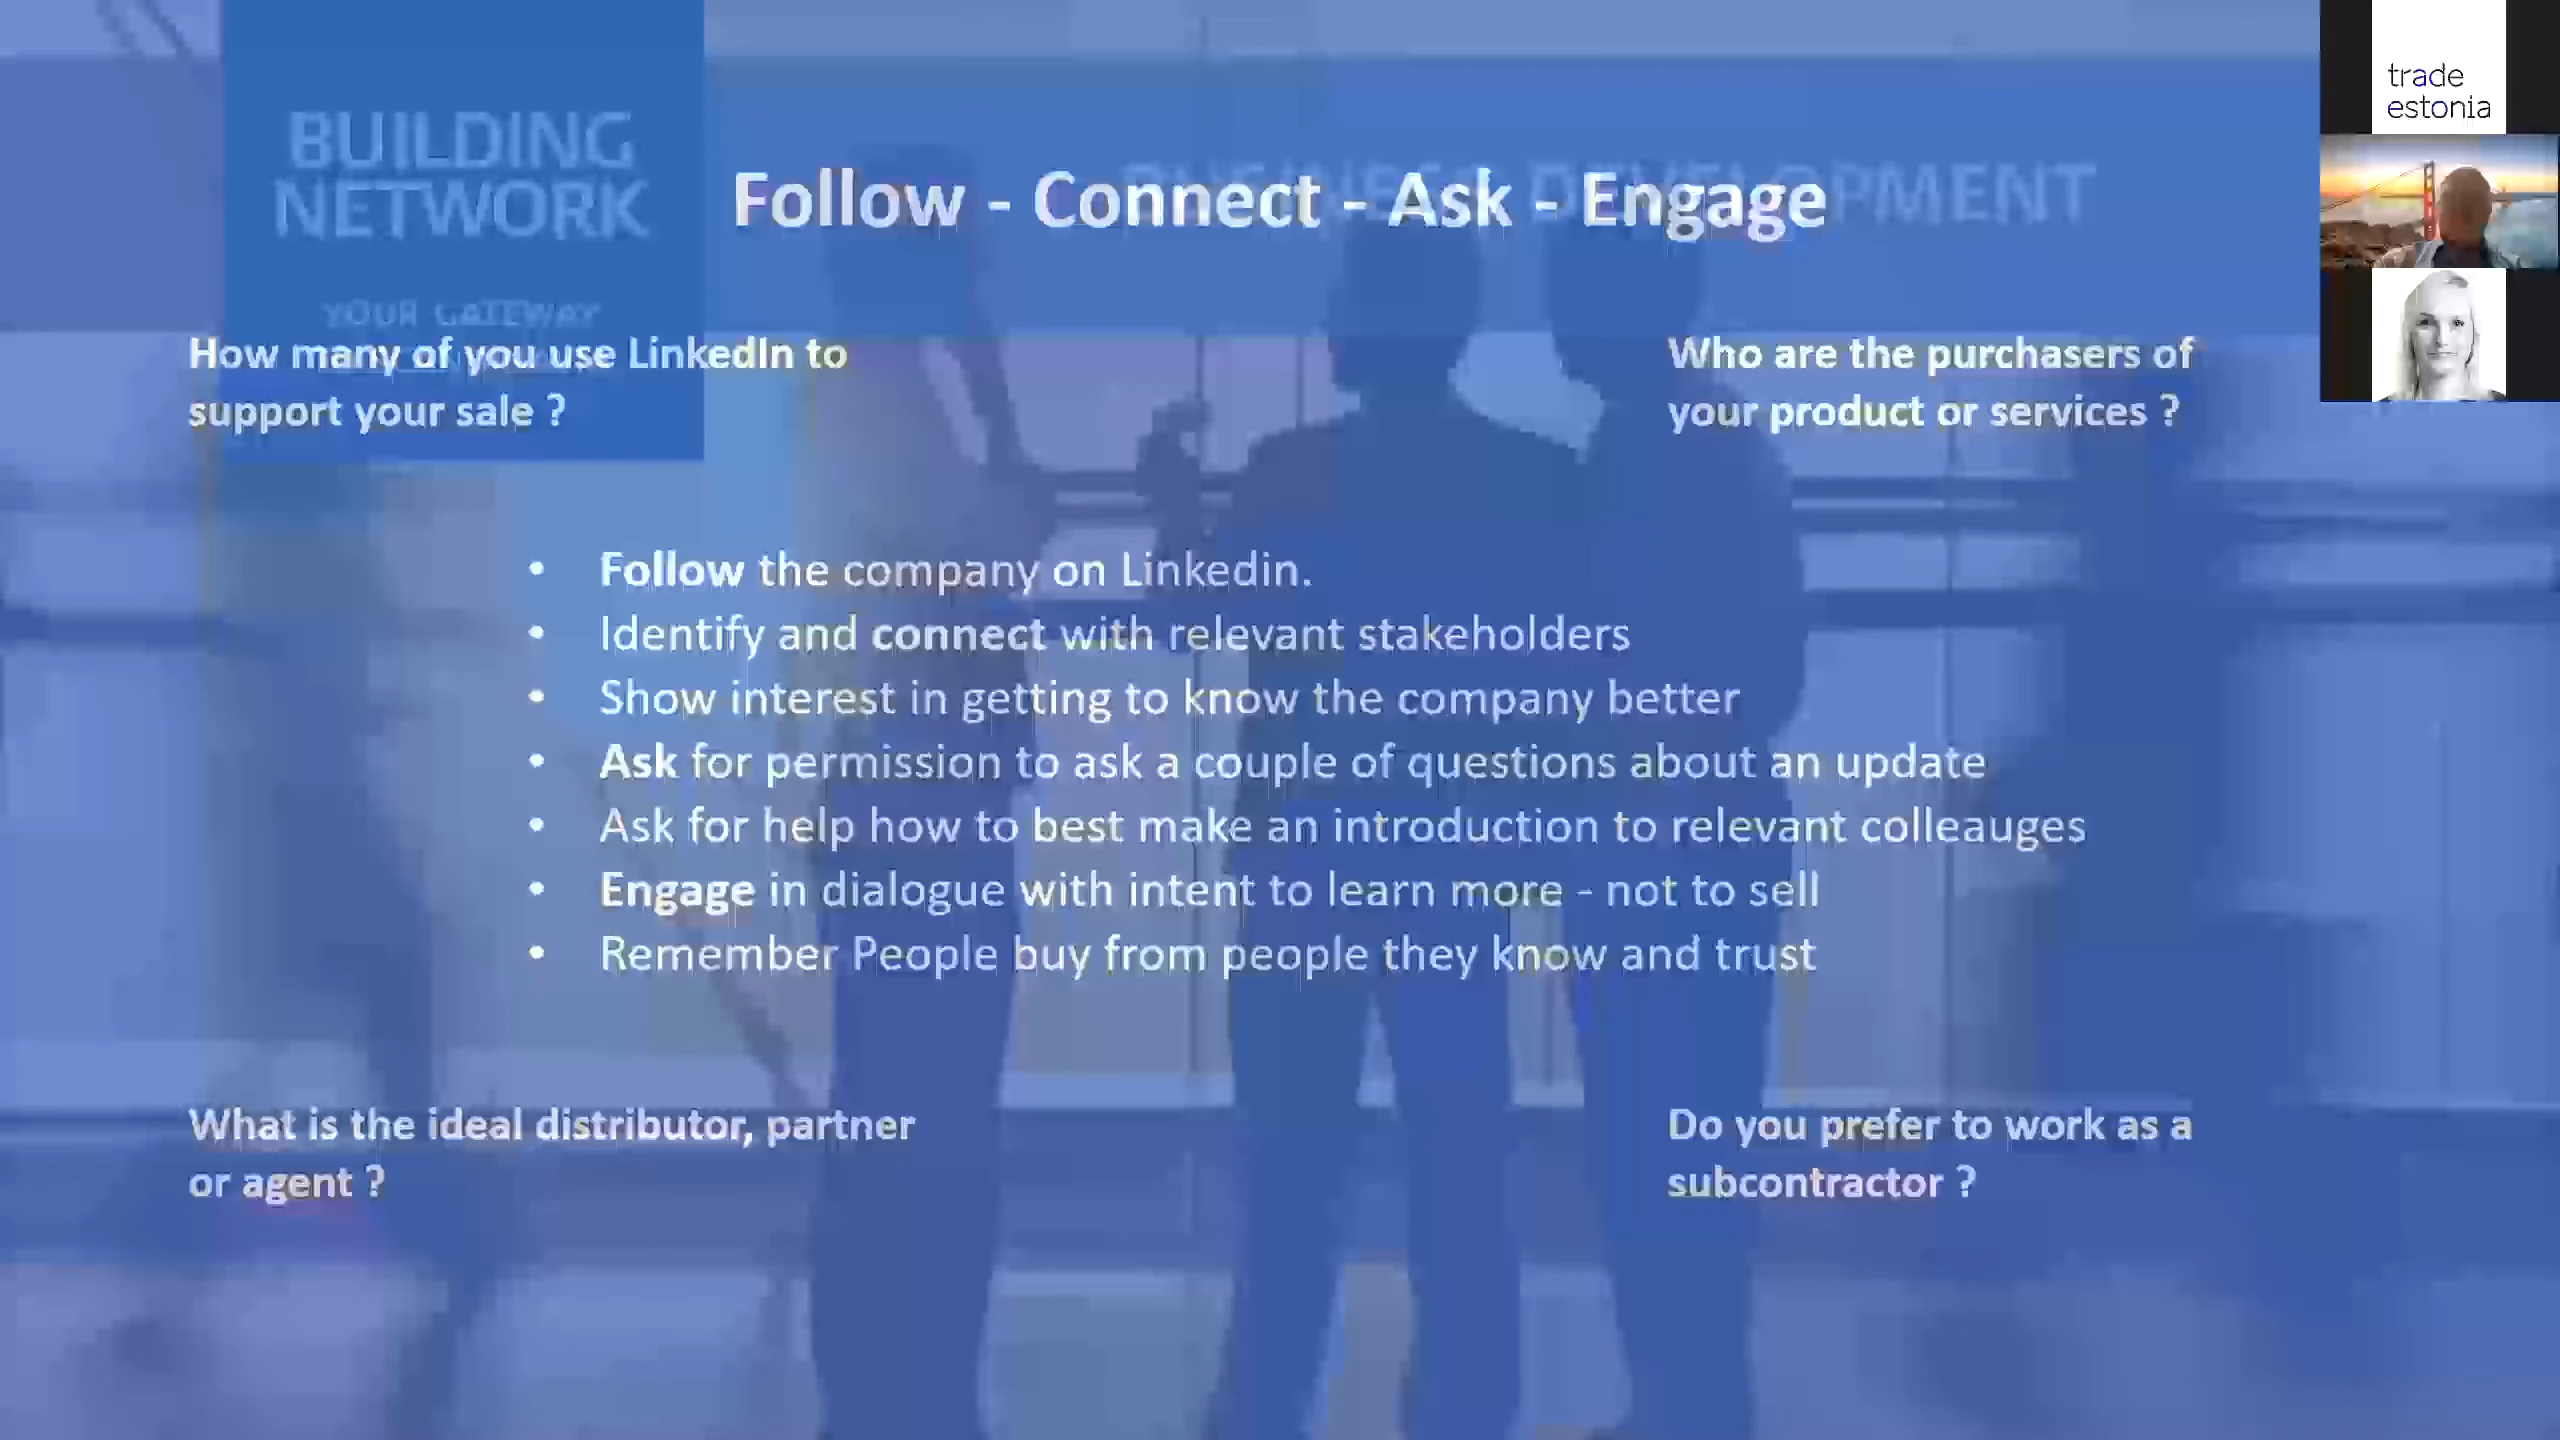 trade
estonia
BUILDING
NETWORK
YOUR GATEWAY
Follow - Connect - Ask - Engage
How many of you use LinkedIn to
support your sale ?
Who are the purchasers of
your product or services ?
• Follow the company on Linkedin.
• Identify and connect with relevant stakeholders
• Show interest in getting to know the company better
• Ask for permission to ask a couple of questions about an update
• Ask for help how to best make an introduction to relevant colleauges
• Engage in dialogue with intent to learn more - not to sell
• Remember People buy from people they know and trust
What is the ideal distributor, partner
or agent ?
Do you prefer to work as a
subcontractor ?